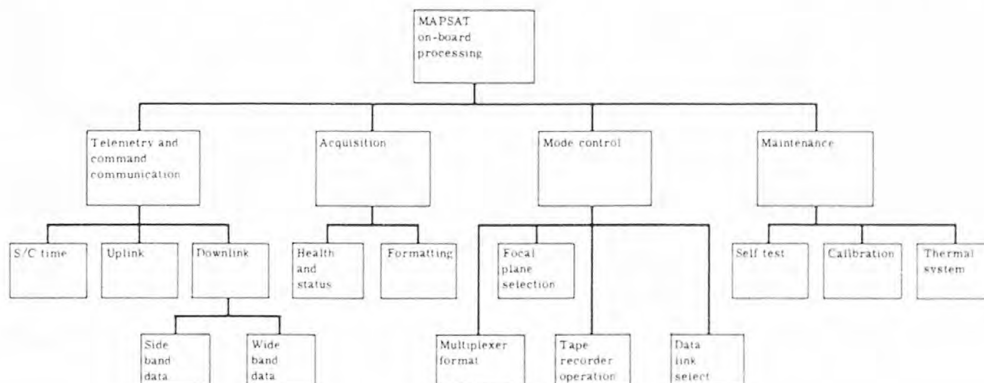 MAPSAT
on-board
processing
Telemetry and
command
communication
Acquisition
Mode control
Maintenance
S/C time
Uplink
Downlink
Health
and
status
Formatting
Focal
plane
selection
Self test
Calibration
Thermal
system
Side
band
data
Wide
band
data
Multiplexer
format
Tape
recorder
operation
Data
link
select